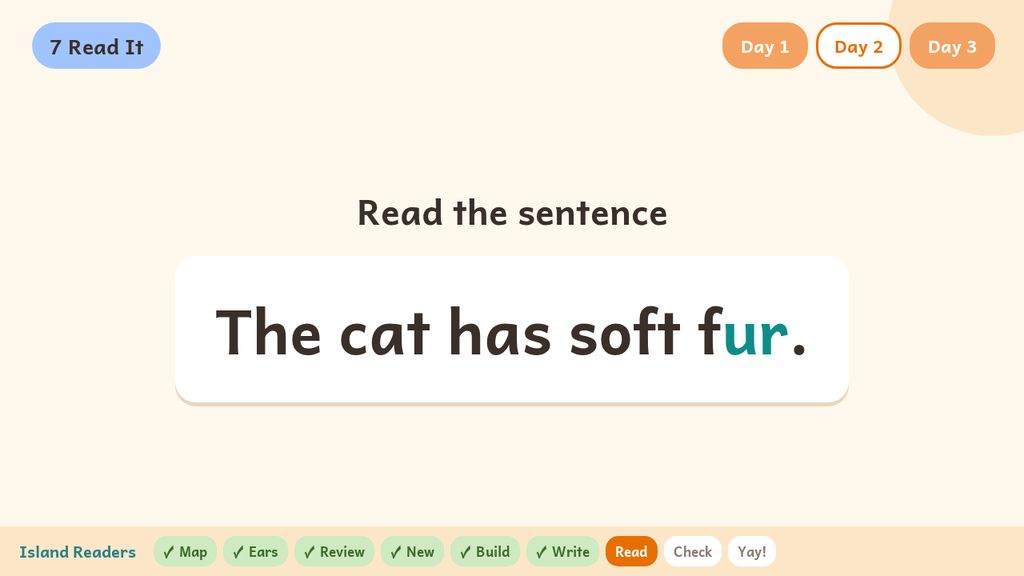 7 Read It
Day 1 Day 2 Day 3
Read the sentence
The cat has soft fur.
Island Readers ✓ Map ✓ Ears ✓ Review ✓ New ✓ Build ✓ Write Read Check Yay!